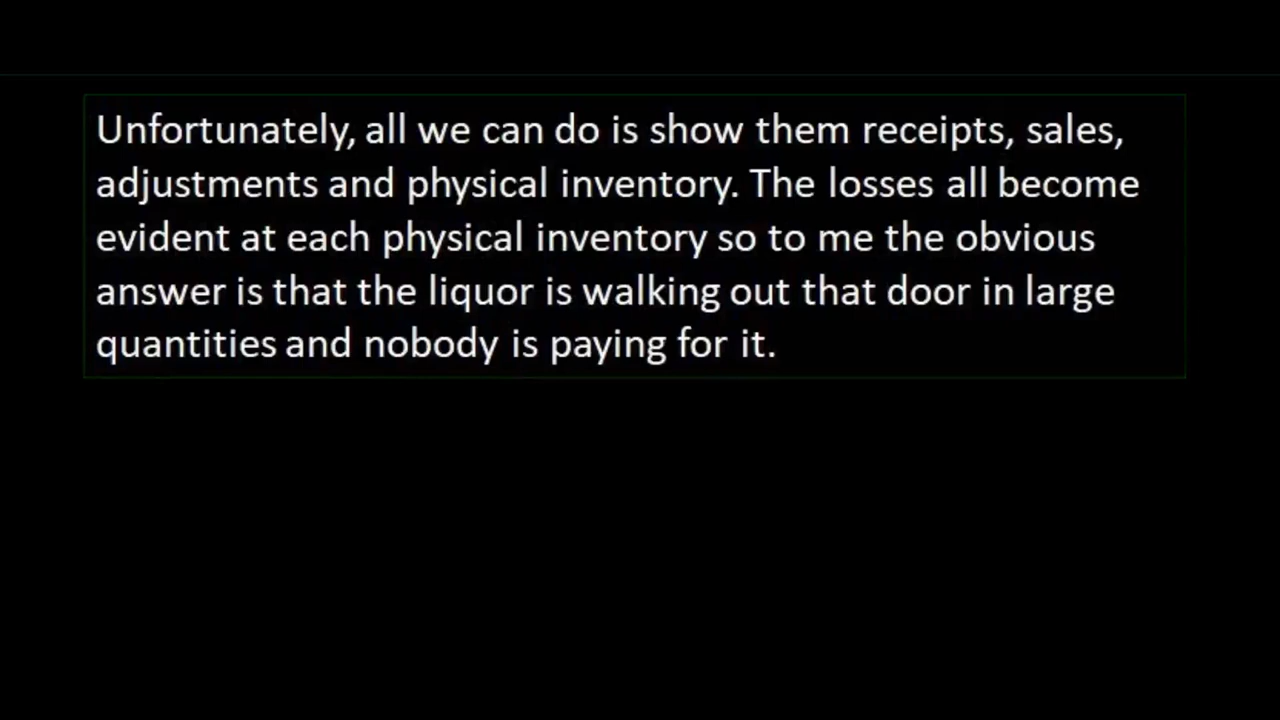 Unfortunately, all we can do is show them receipts, sales,
adjustments and physical inventory. The losses all become
evident at each physical inventory so to me the obvious
answer is that the liquor is walking out that door in large
quantities and nobody is paying for it.